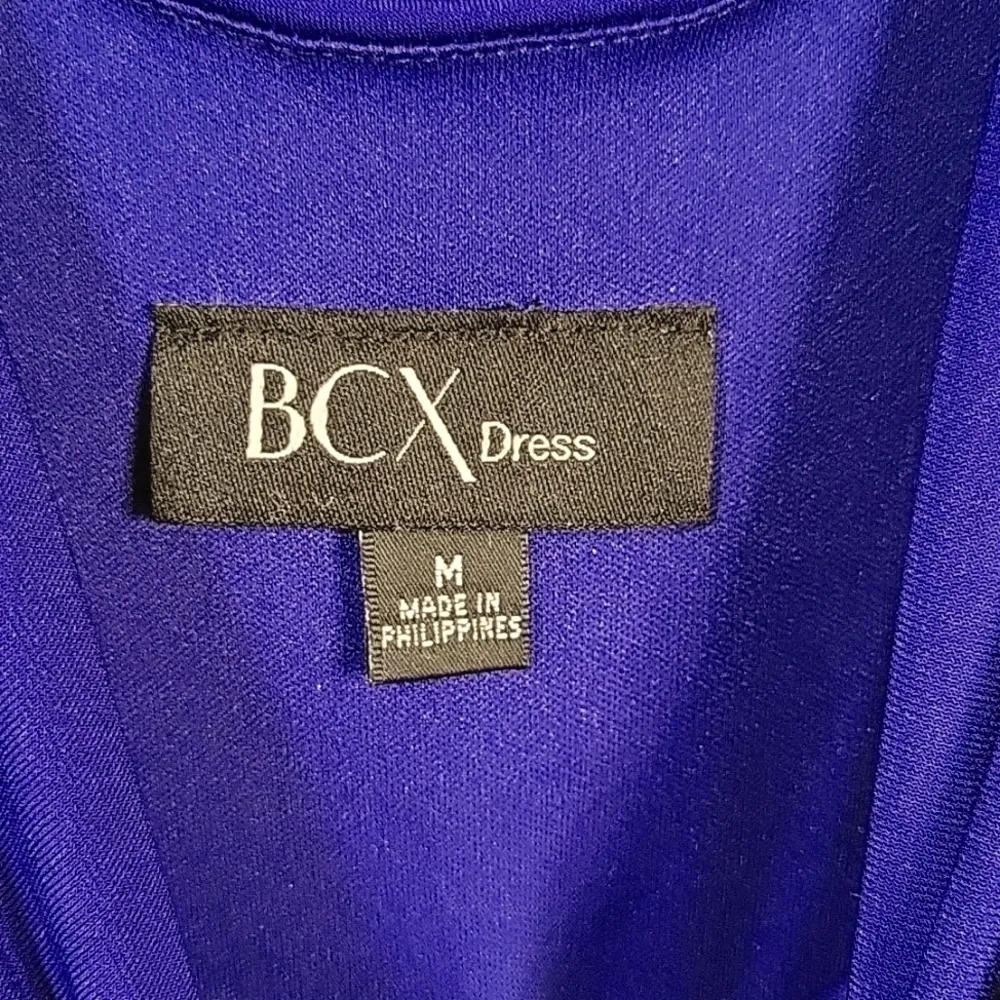 BCX Dress
M
MADE IN
PHILIPPINES